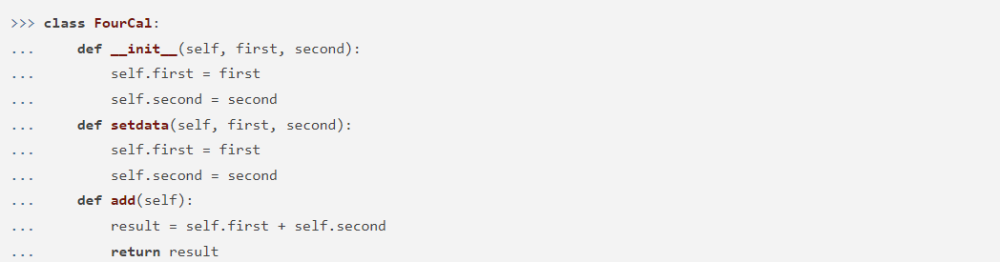 >>> class FourCal:
...     def __init__(self, first, second):
...         self.first = first
...         self.second = second
...     def setdata(self, first, second):
...         self.first = first
...         self.second = second
...     def add(self):
...         result = self.first + self.second
...         return result